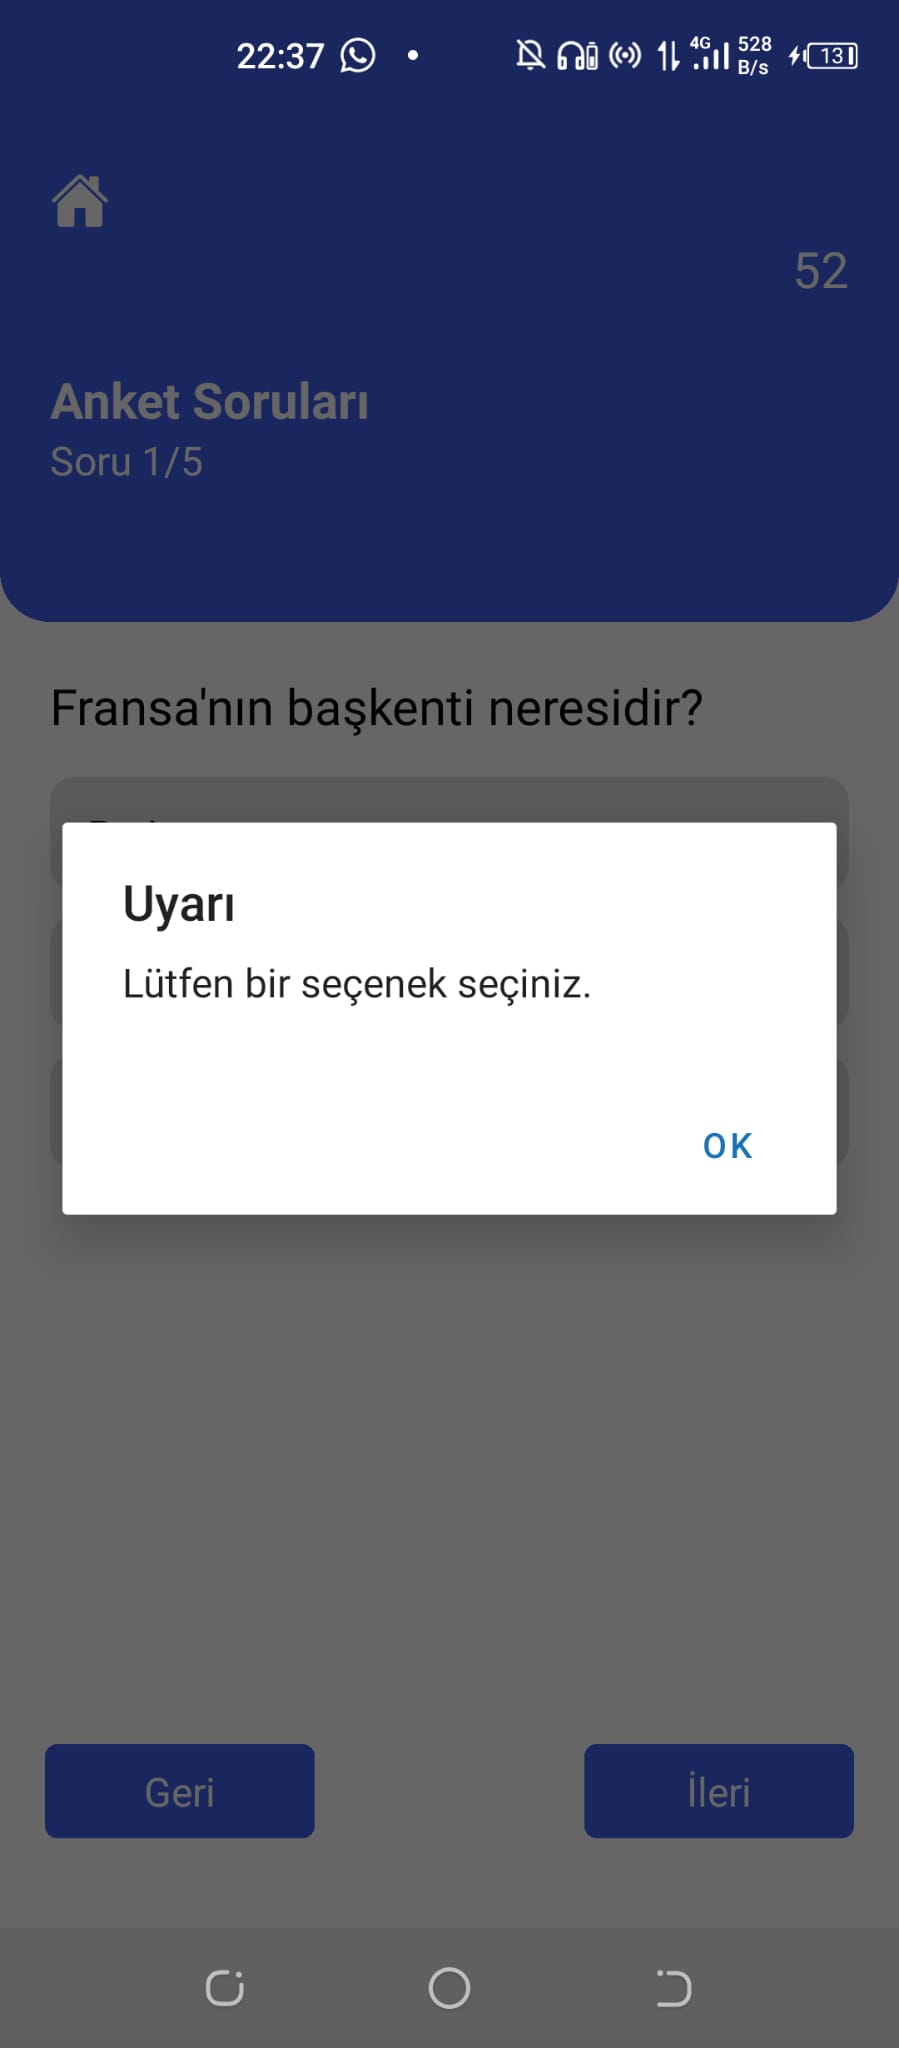 22:37
4G
528
B/s
13
52
Anket Soruları
Soru 1/5
Fransa'nın başkenti neresidir?
Uyarı
Lütfen bir seçenek seçiniz.
OK
Geri
İleri